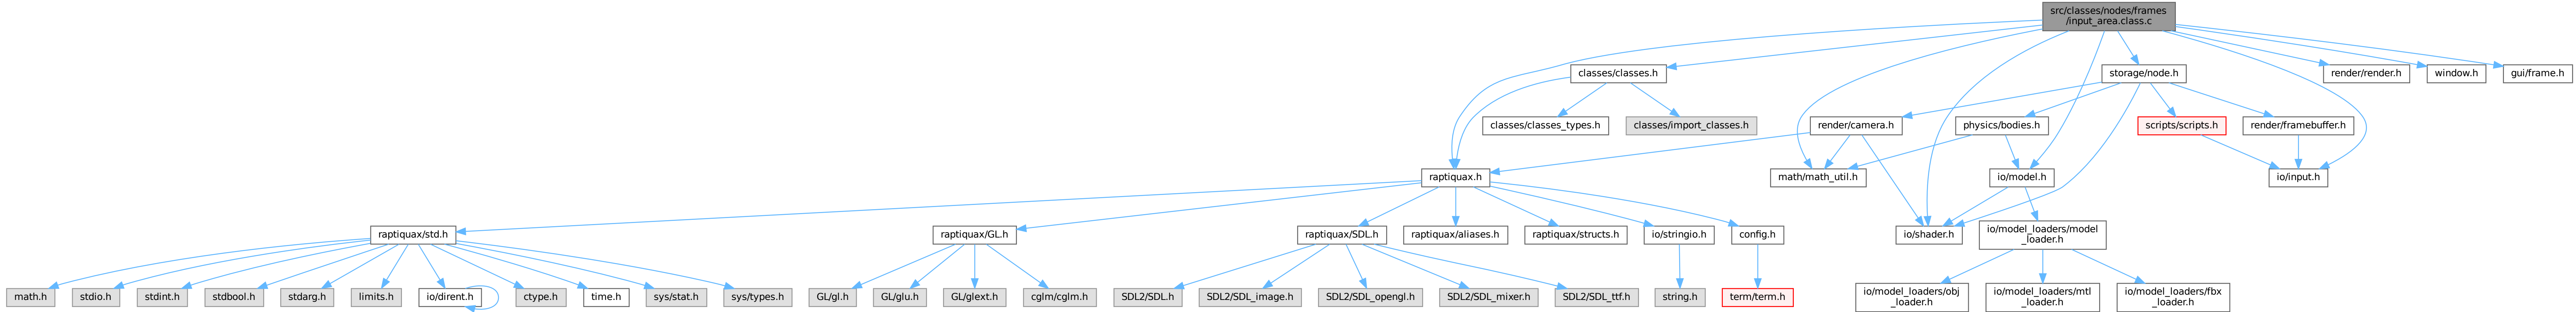 src/classes/nodes/frames
/input_area.class.c
classes/classes.h
storage/node.h
render/render.h
window.h
gui/frame.h
classes/classes_types.h
classes/import_classes.h
render/camera.h
physics/bodies.h
scripts/scripts.h
render/framebuffer.h
raptiquax.h
math/math_util.h
io/model.h
io/input.h
raptiquax/std.h
raptiquax/GL.h
raptiquax/SDL.h
raptiquax/aliases.h
raptiquax/structs.h
io/stringio.h
config.h
io/shader.h
io/model_loaders/model
_loader.h
math.h
stdio.h
stdint.h
stdbool.h
stdarg.h
limits.h
io/dirent.h
ctype.h
time.h
sys/stat.h
sys/types.h
GL/gl.h
GL/glu.h
GL/glext.h
cglm/cglm.h
SDL2/SDL.h
SDL2/SDL_image.h
SDL2/SDL_opengl.h
SDL2/SDL_mixer.h
SDL2/SDL_ttf.h
string.h
term/term.h
io/model_loaders/obj
_loader.h
io/model_loaders/mtl
_loader.h
io/model_loaders/fbx
_loader.h